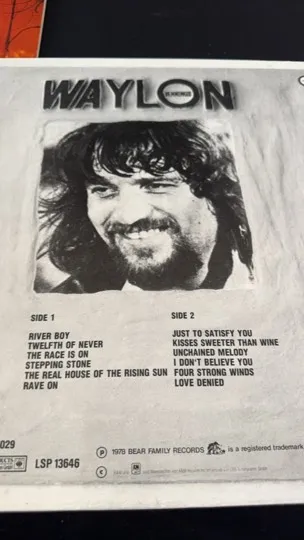 WAYLON
SIDE 1
RIVER BOY
TWELFTH OF NEVER
THE RACE IS ON
STEPPING STONE
THE REAL HOUSE OF THE RISING SUN
RAVE ON
SIDE 2
JUST TO SATISFY YOU
KISSES SWEETER THAN WINE
UNCHAINED MELODY
I DON'T BELIEVE YOU
FOUR STRONG WINDS
LOVE DENIED
029
LSP 13646
℗ 1978 BEAR FAMILY RECORDS is a registered trademark
©